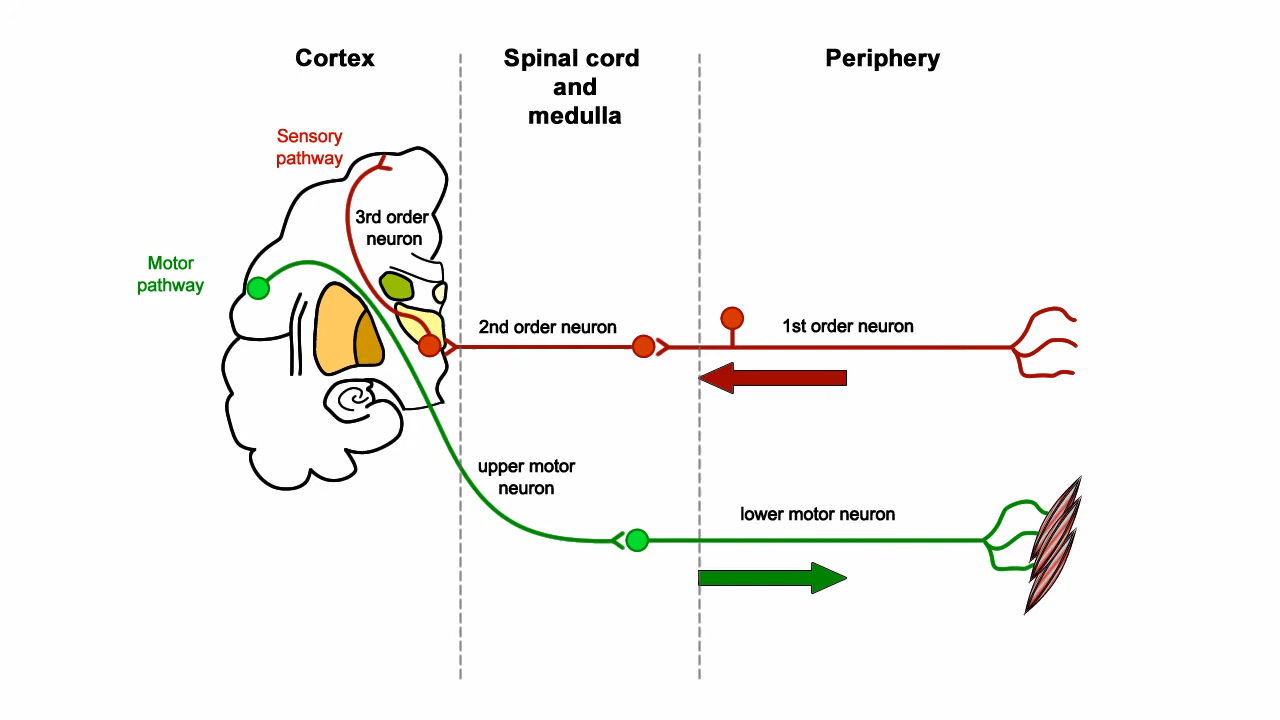 Cortex
Spinal cord
and
medulla
Periphery
Sensory
pathway
3rd order
neuron
Motor
pathway
2nd order neuron
1st order neuron
upper motor
neuron
lower motor neuron